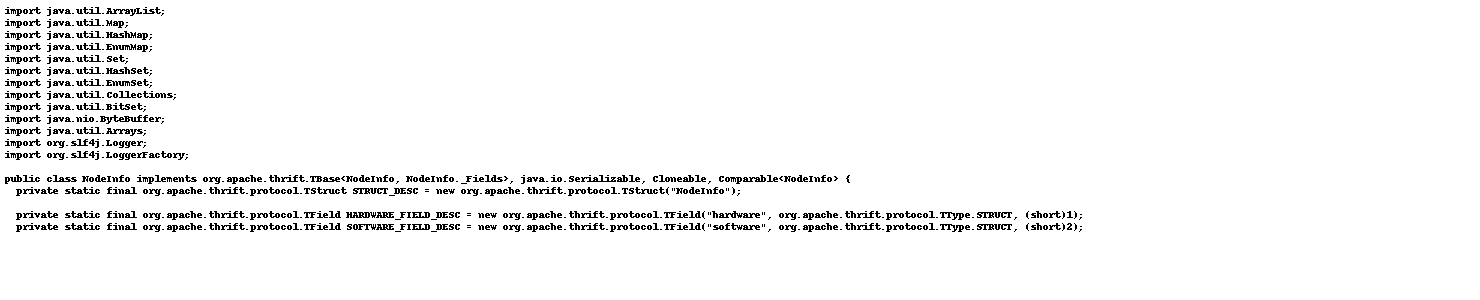 import java.util.ArrayList;
import java.util.Map;
import java.util.HashMap;
import java.util.EnumMap;
import java.util.Set;
import java.util.HashSet;
import java.util.EnumSet;
import java.util.Collections;
import java.util.BitSet;
import java.nio.ByteBuffer;
import java.util.Arrays;
import org.slf4j.Logger;
import org.slf4j.LoggerFactory;
public class NodeInfo implements org.apache.thrift.TBase<NodeInfo, NodeInfo._Fields>, java.io.Serializable, Cloneable, Comparable<NodeInfo> {
  private static final org.apache.thrift.protocol.TStruct STRUCT_DESC = new org.apache.thrift.protocol.TStruct("NodeInfo");
  private static final org.apache.thrift.protocol.TField HARDWARE_FIELD_DESC = new org.apache.thrift.protocol.TField("hardware", org.apache.thrift.protocol.TType.STRUCT, (short)1);
  private static final org.apache.thrift.protocol.TField SOFTWARE_FIELD_DESC = new org.apache.thrift.protocol.TField("software", org.apache.thrift.protocol.TType.STRUCT, (short)2);